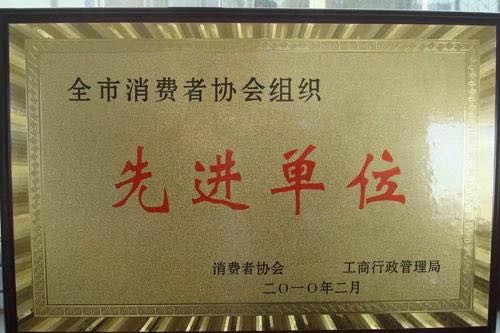 全市消费者协会组织
先进单位
消费者协会　　工商行政管理局
二〇一〇年二月